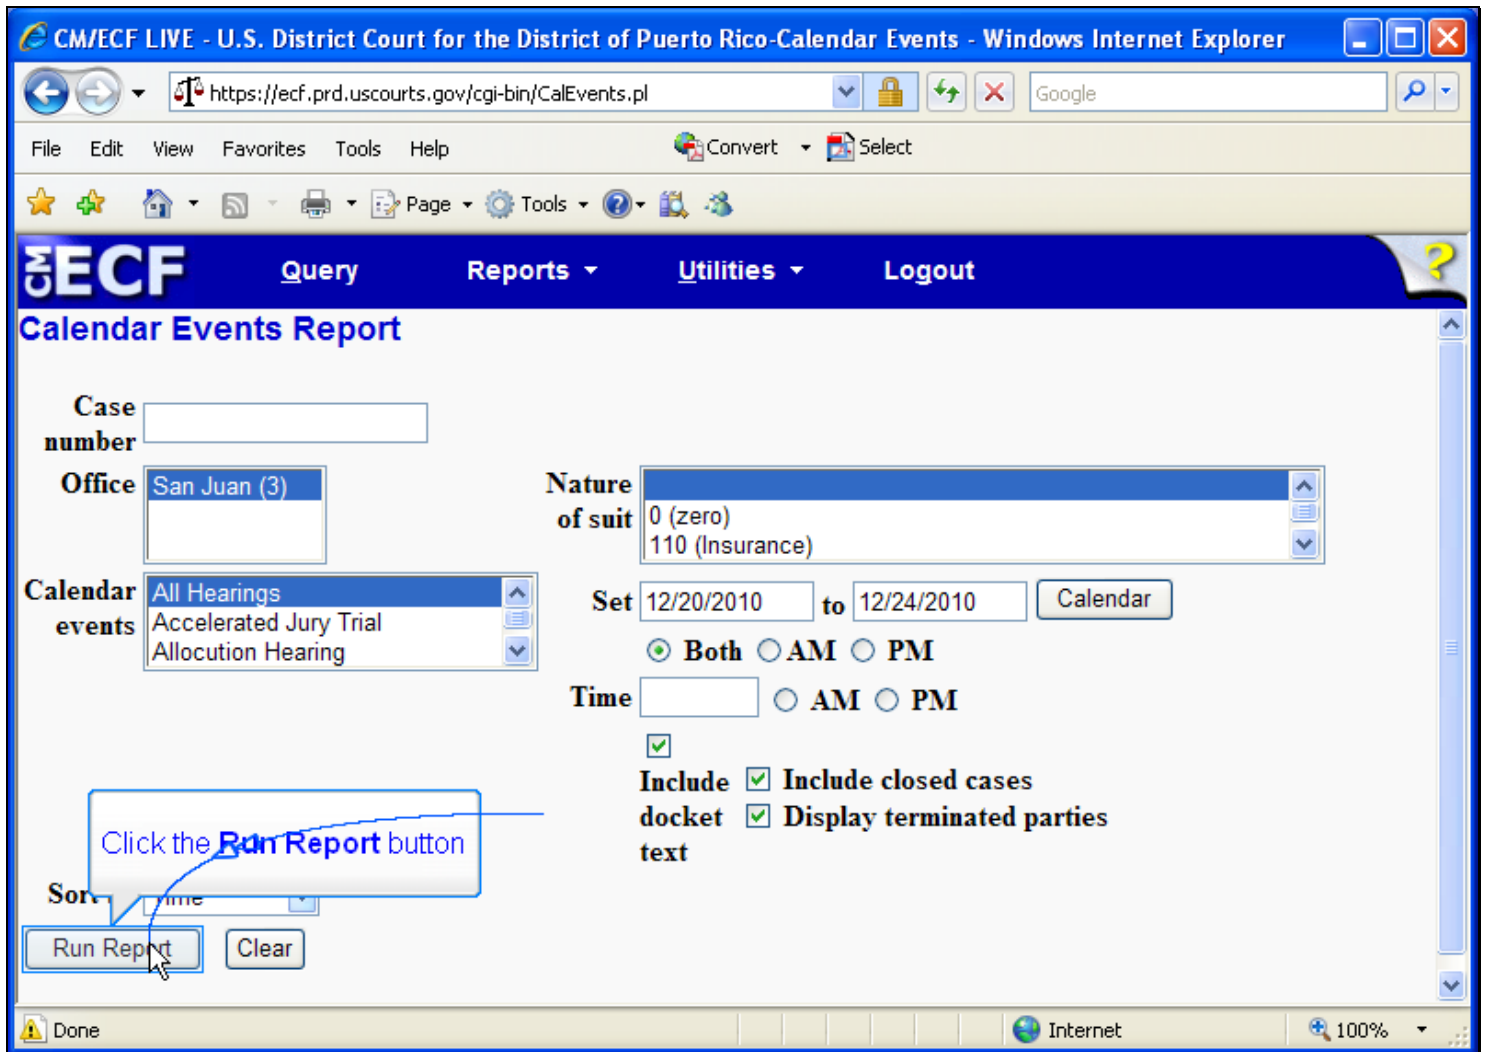 CM/ECF LIVE - U.S. District Court for the District of Puerto Rico-Calendar Events - Windows Internet Explorer
https://ecf.prd.uscourts.gov/cgi-bin/CalEvents.pl
Google
File Edit View Favorites Tools Help
Convert Select
Page Tools
CM ECF Query Reports Utilities Logout ?
Calendar Events Report
Case number
Office San Juan (3)
Nature of suit
0 (zero)
110 (Insurance)
Calendar events
All Hearings
Accelerated Jury Trial
Allocution Hearing
Set 12/20/2010 to 12/24/2010 Calendar
Both AM PM
Time AM PM
Include docket text
Include closed cases
Display terminated parties
Click the Run Report button
Sort Time
Run Report Clear
Done Internet 100%